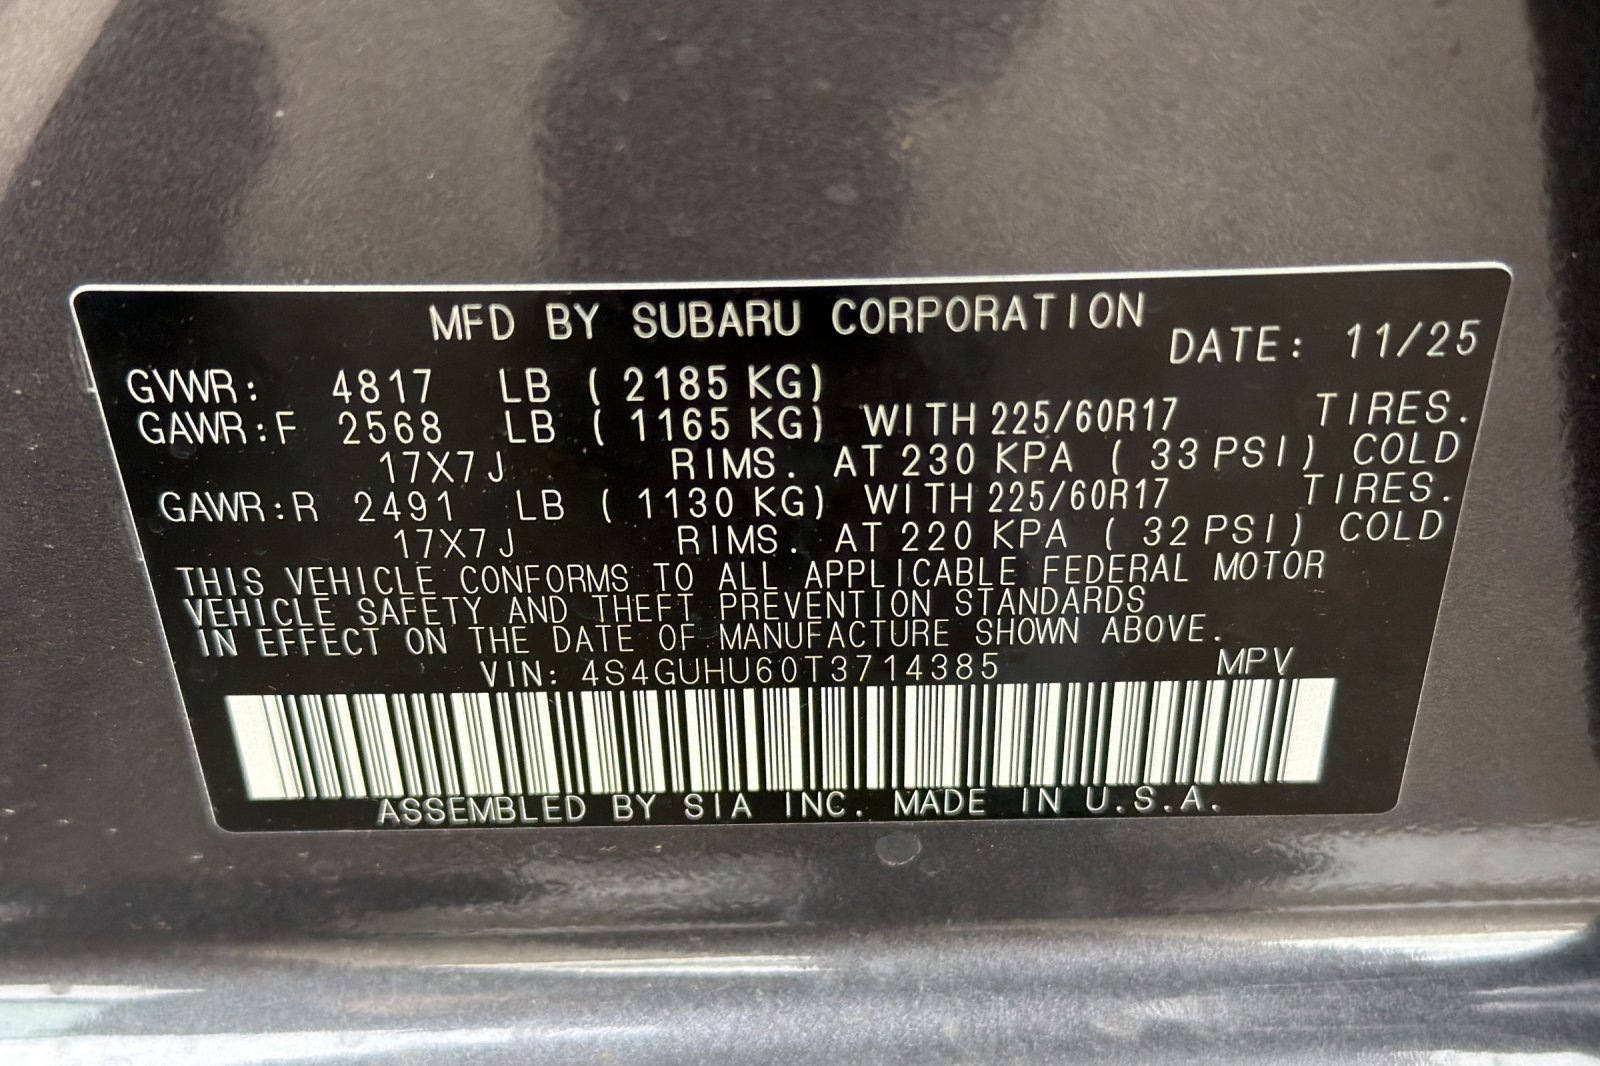 MFD BY SUBARU CORPORATION DATE: 11/25
GVWR: 4817 LB ( 2185 KG)
GAWR:F 2568 LB ( 1165 KG) WITH 225/60R17 TIRES.
17X7J RIMS. AT 230 KPA ( 33 PSI) COLD
GAWR:R 2491 LB ( 1130 KG) WITH 225/60R17 TIRES.
17X7J RIMS. AT 220 KPA ( 32 PSI) COLD
THIS VEHICLE CONFORMS TO ALL APPLICABLE FEDERAL MOTOR
VEHICLE SAFETY AND THEFT PREVENTION STANDARDS
IN EFFECT ON THE DATE OF MANUFACTURE SHOWN ABOVE.
VIN: 4S4GUHU60T3714385 MPV
ASSEMBLED BY SIA INC. MADE IN U.S.A.